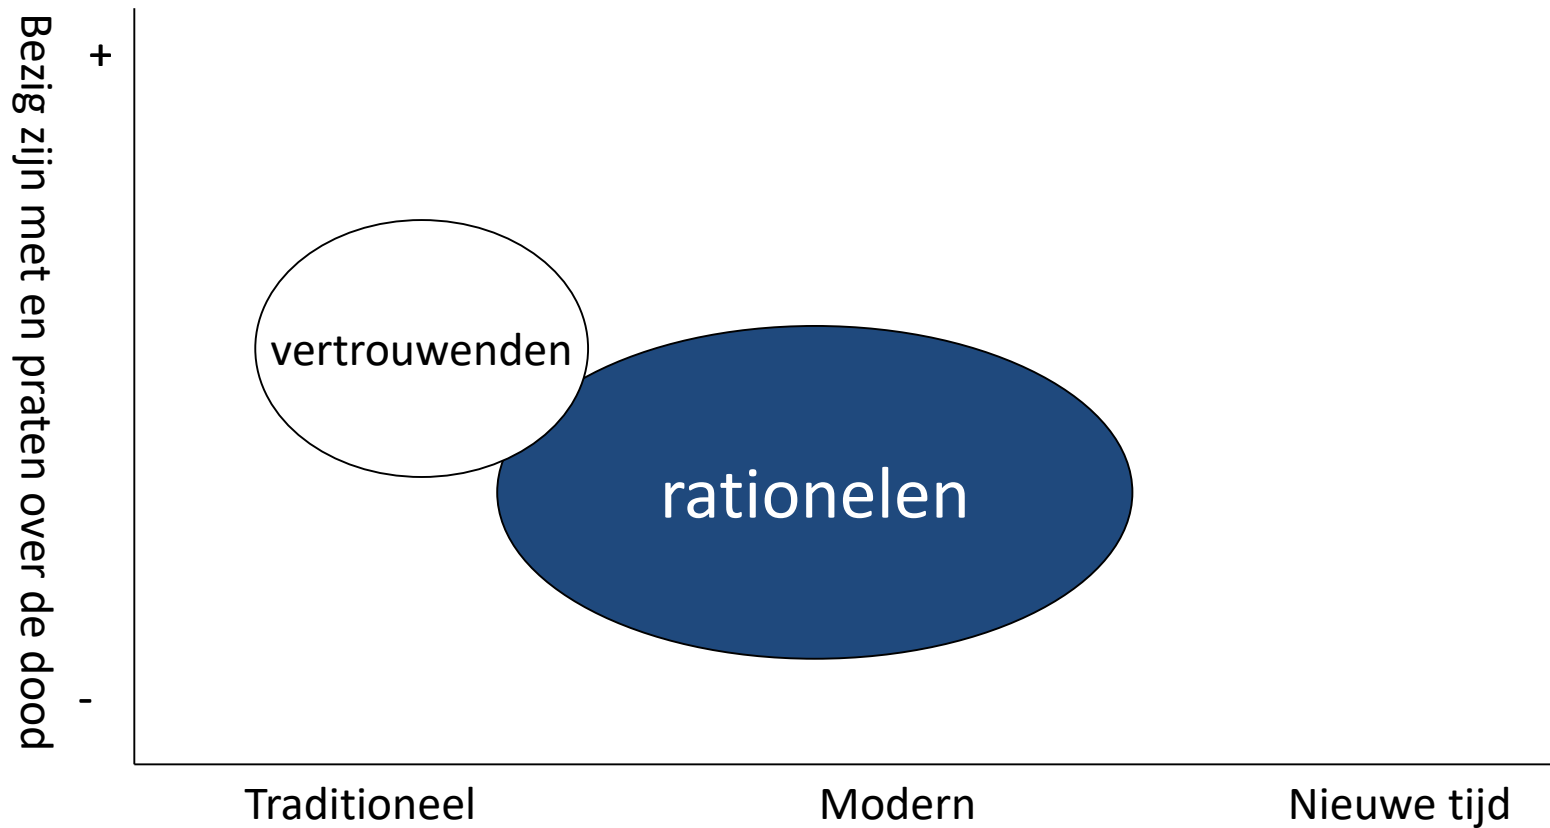 Bezig zijn met en praten over de dood
+
vertrouwenden
rationelen
-
Traditioneel
Modern
Nieuwe tijd